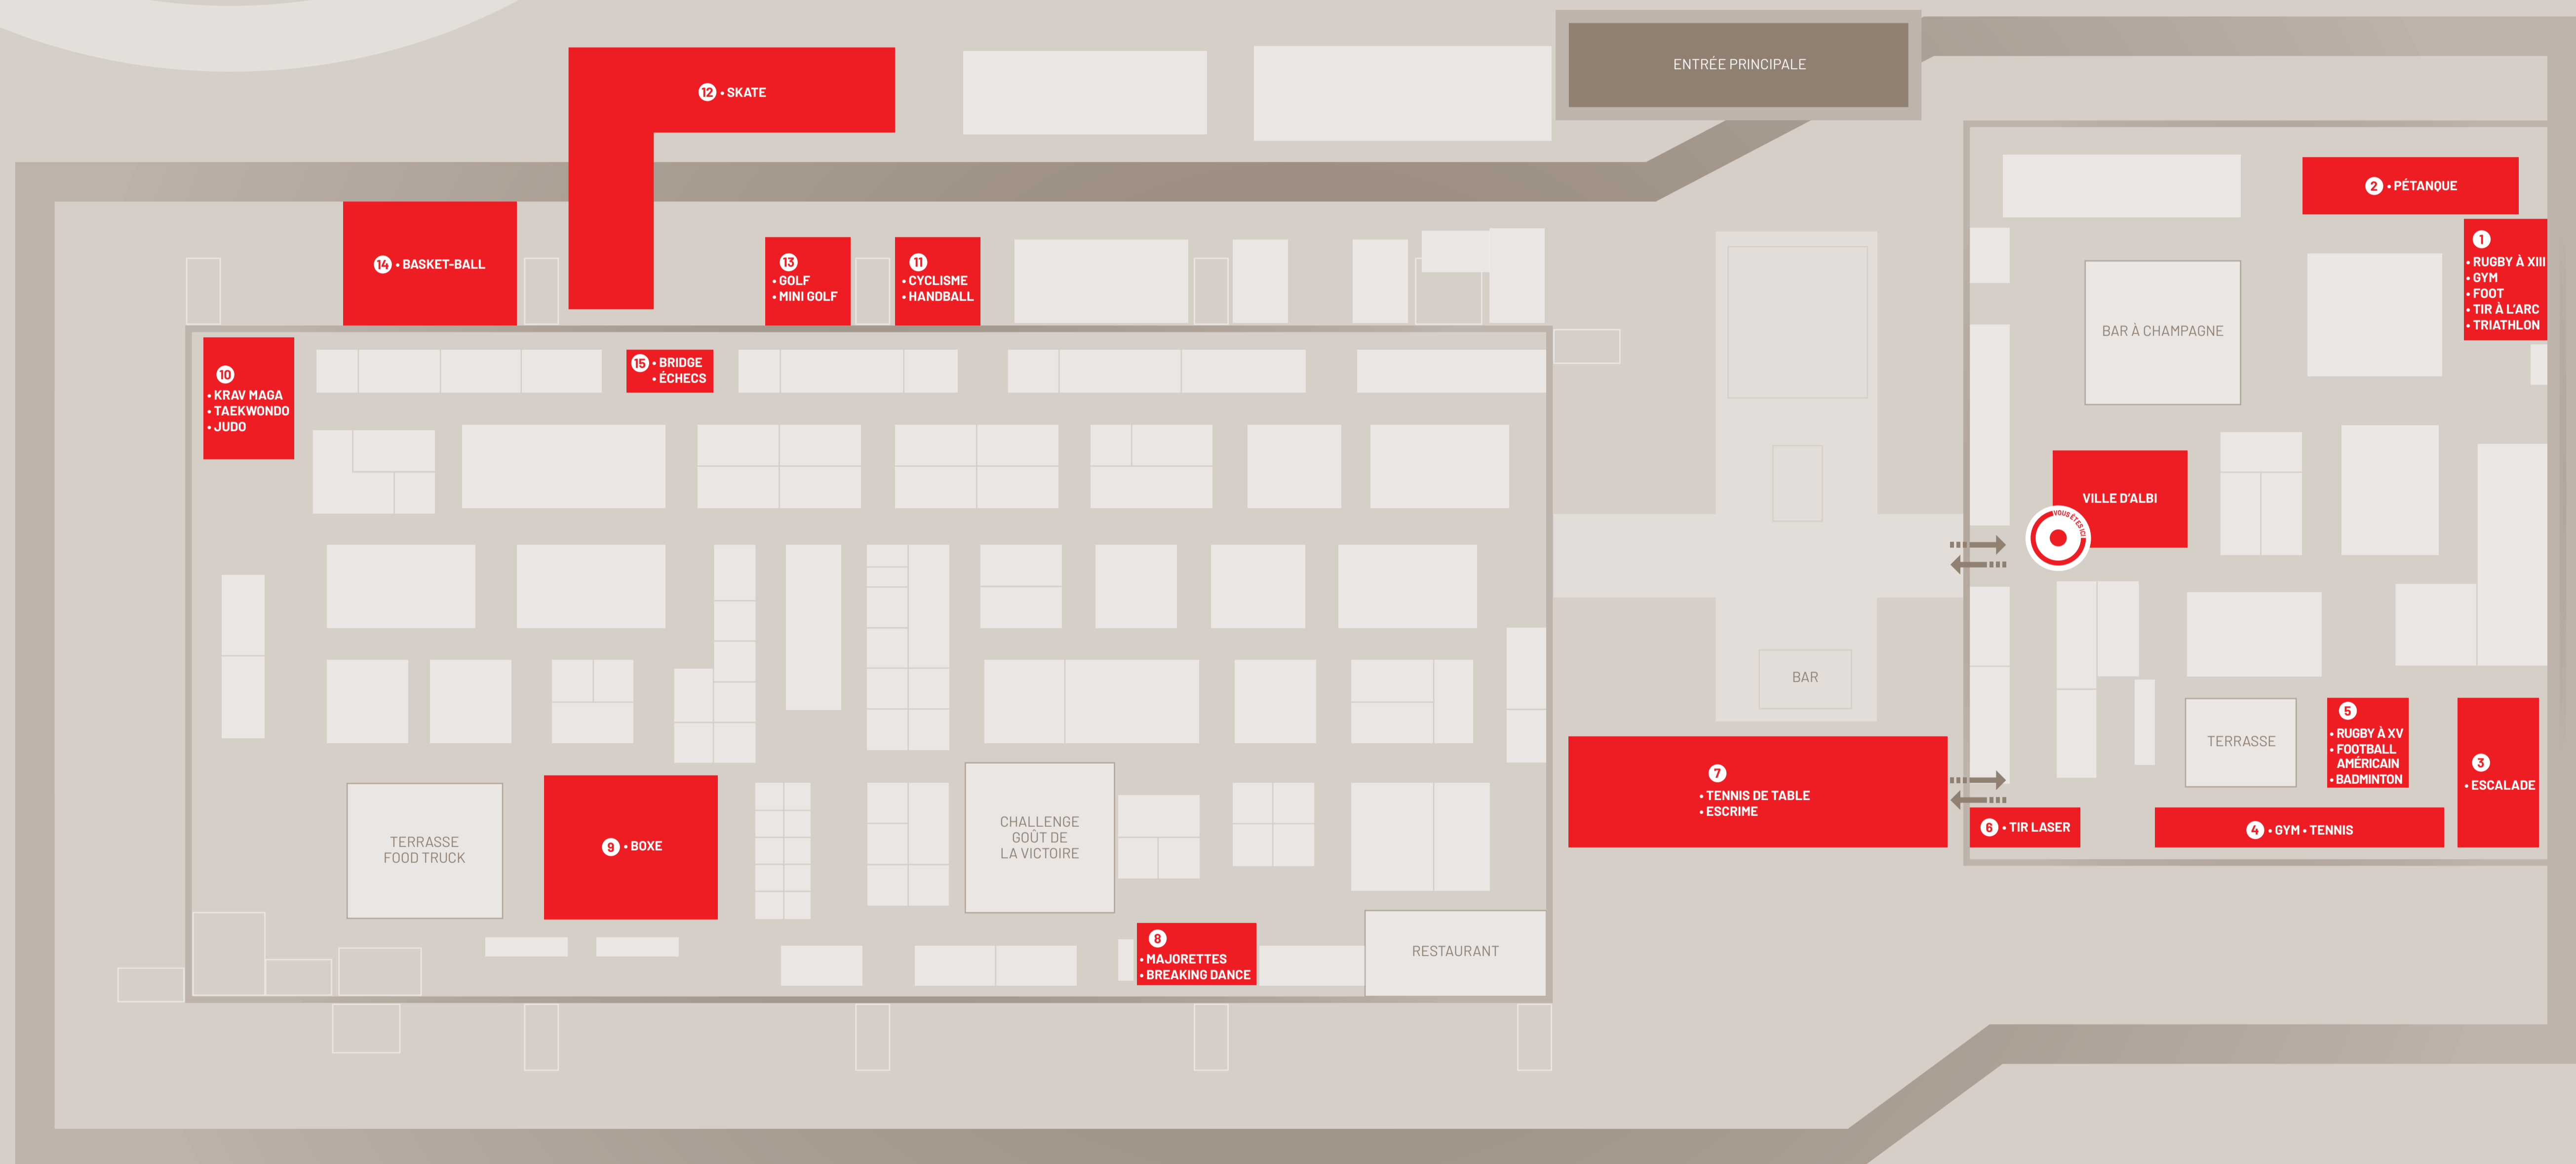 ENTRÉE PRINCIPALE
12 • SKATE
2 • PÉTANQUE
14 • BASKET-BALL
13
• GOLF
• MINI GOLF
11
• CYCLISME
• HANDBALL
1
• RUGBY À XIII
• GYM
• FOOT
• TIR À L'ARC
• TRIATHLON
BAR À CHAMPAGNE
10
• KRAV MAGA
• TAEKWONDO
• JUDO
15 • BRIDGE
• ÉCHECS
VILLE D'ALBI
VOUS ÊTES ICI
BAR
TERRASSE
5
• RUGBY À XV
• FOOTBALL
AMÉRICAIN
• BADMINTON
3
• ESCALADE
7
• TENNIS DE TABLE
• ESCRIME
6 • TIR LASER
4 • GYM • TENNIS
TERRASSE
FOOD TRUCK
9 • BOXE
CHALLENGE
GOÛT DE
LA VICTOIRE
8
• MAJORETTES
• BREAKING DANCE
RESTAURANT